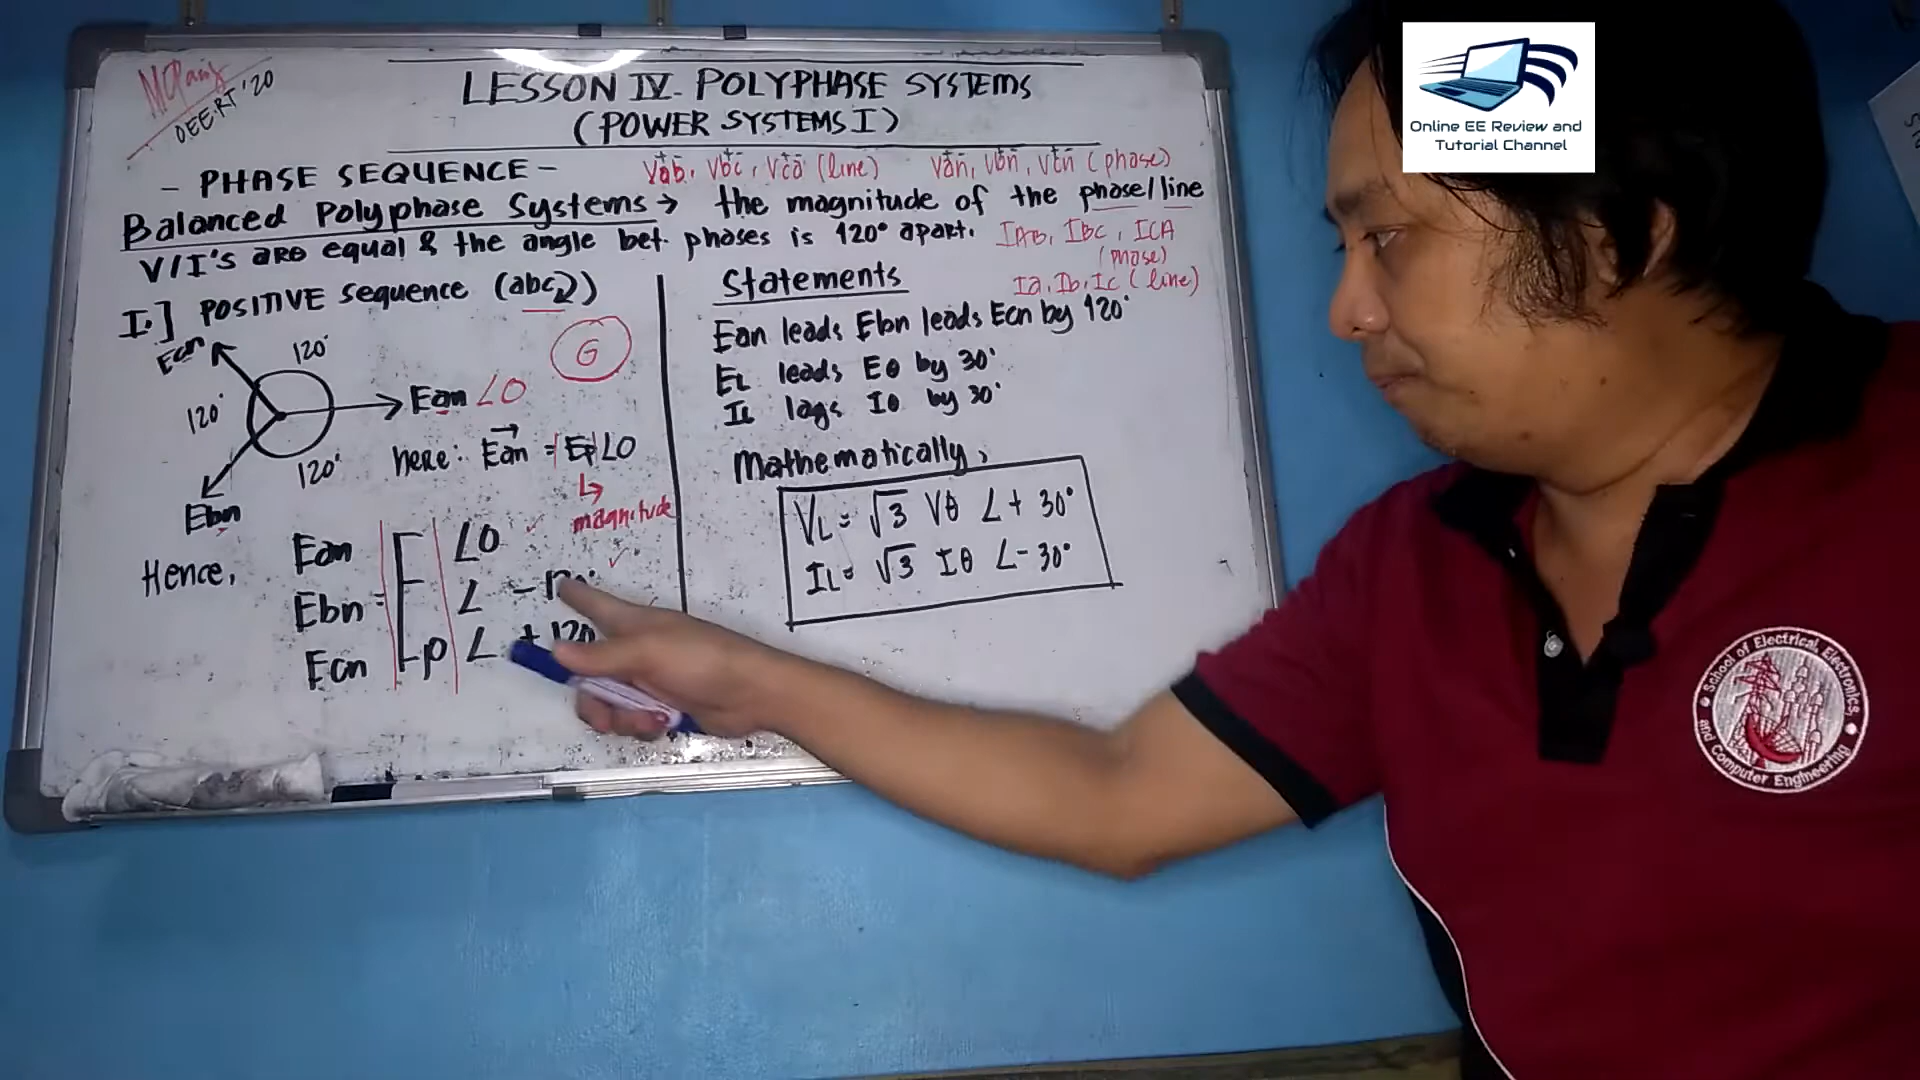 OEE-RT '20
LESSON IV. POLYPHASE SYSTEMS
(POWER SYSTEMS I)
- PHASE SEQUENCE -
Vab, Vbc, Vca (line) Van, Vbn, Vcn (phase)
Balanced Polyphase Systems → the magnitude of the phase/line
V/I's are equal & the angle bet. phases is 120° apart.
IAB, IBC, ICA
(phase)
Ia, Ib, Ic (line)
I.] POSITIVE sequence (abc)
Ecn
120°
G
120°
Ean ∠0
120°
Ebn
here: Ean = |Ep| ∠0
magnitude
Hence,
Ean
Ebn =
Ecn
∠0
∠ -
p ∠ + 120
Statements
Ean leads Ebn leads Ecn by 120°
EL leads Eθ by 30°
IL lags Iθ by 30°
Mathematically,
VL = √3 Vθ ∠ + 30°
IL = √3 Iθ ∠ - 30°
Online EE Review and
Tutorial Channel
School of Electrical, Electronics,
and Computer Engineering